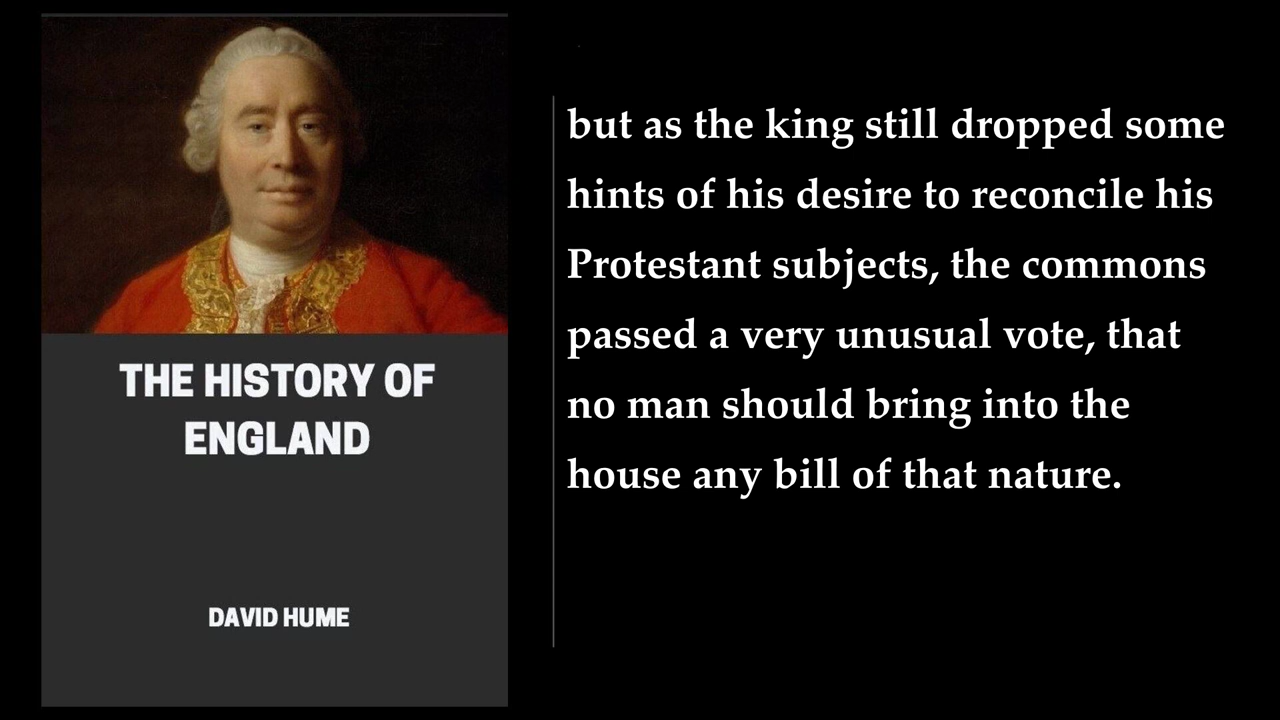 THE HISTORY OF
ENGLAND
DAVID HUME
but as the king still dropped some
hints of his desire to reconcile his
Protestant subjects, the commons
passed a very unusual vote, that
no man should bring into the
house any bill of that nature.